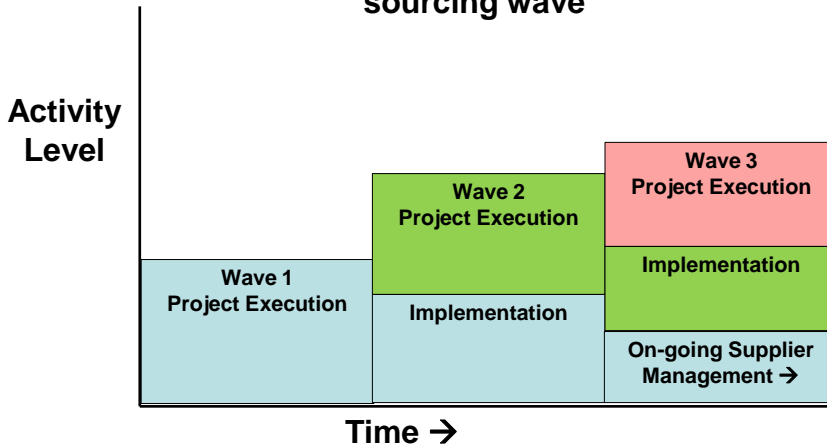 sourcing wave
Activity
Level
Wave 3
Project Execution
Wave 2
Project Execution
Wave 1
Project Execution
Implementation
Implementation
On-going Supplier
Management →
Time →